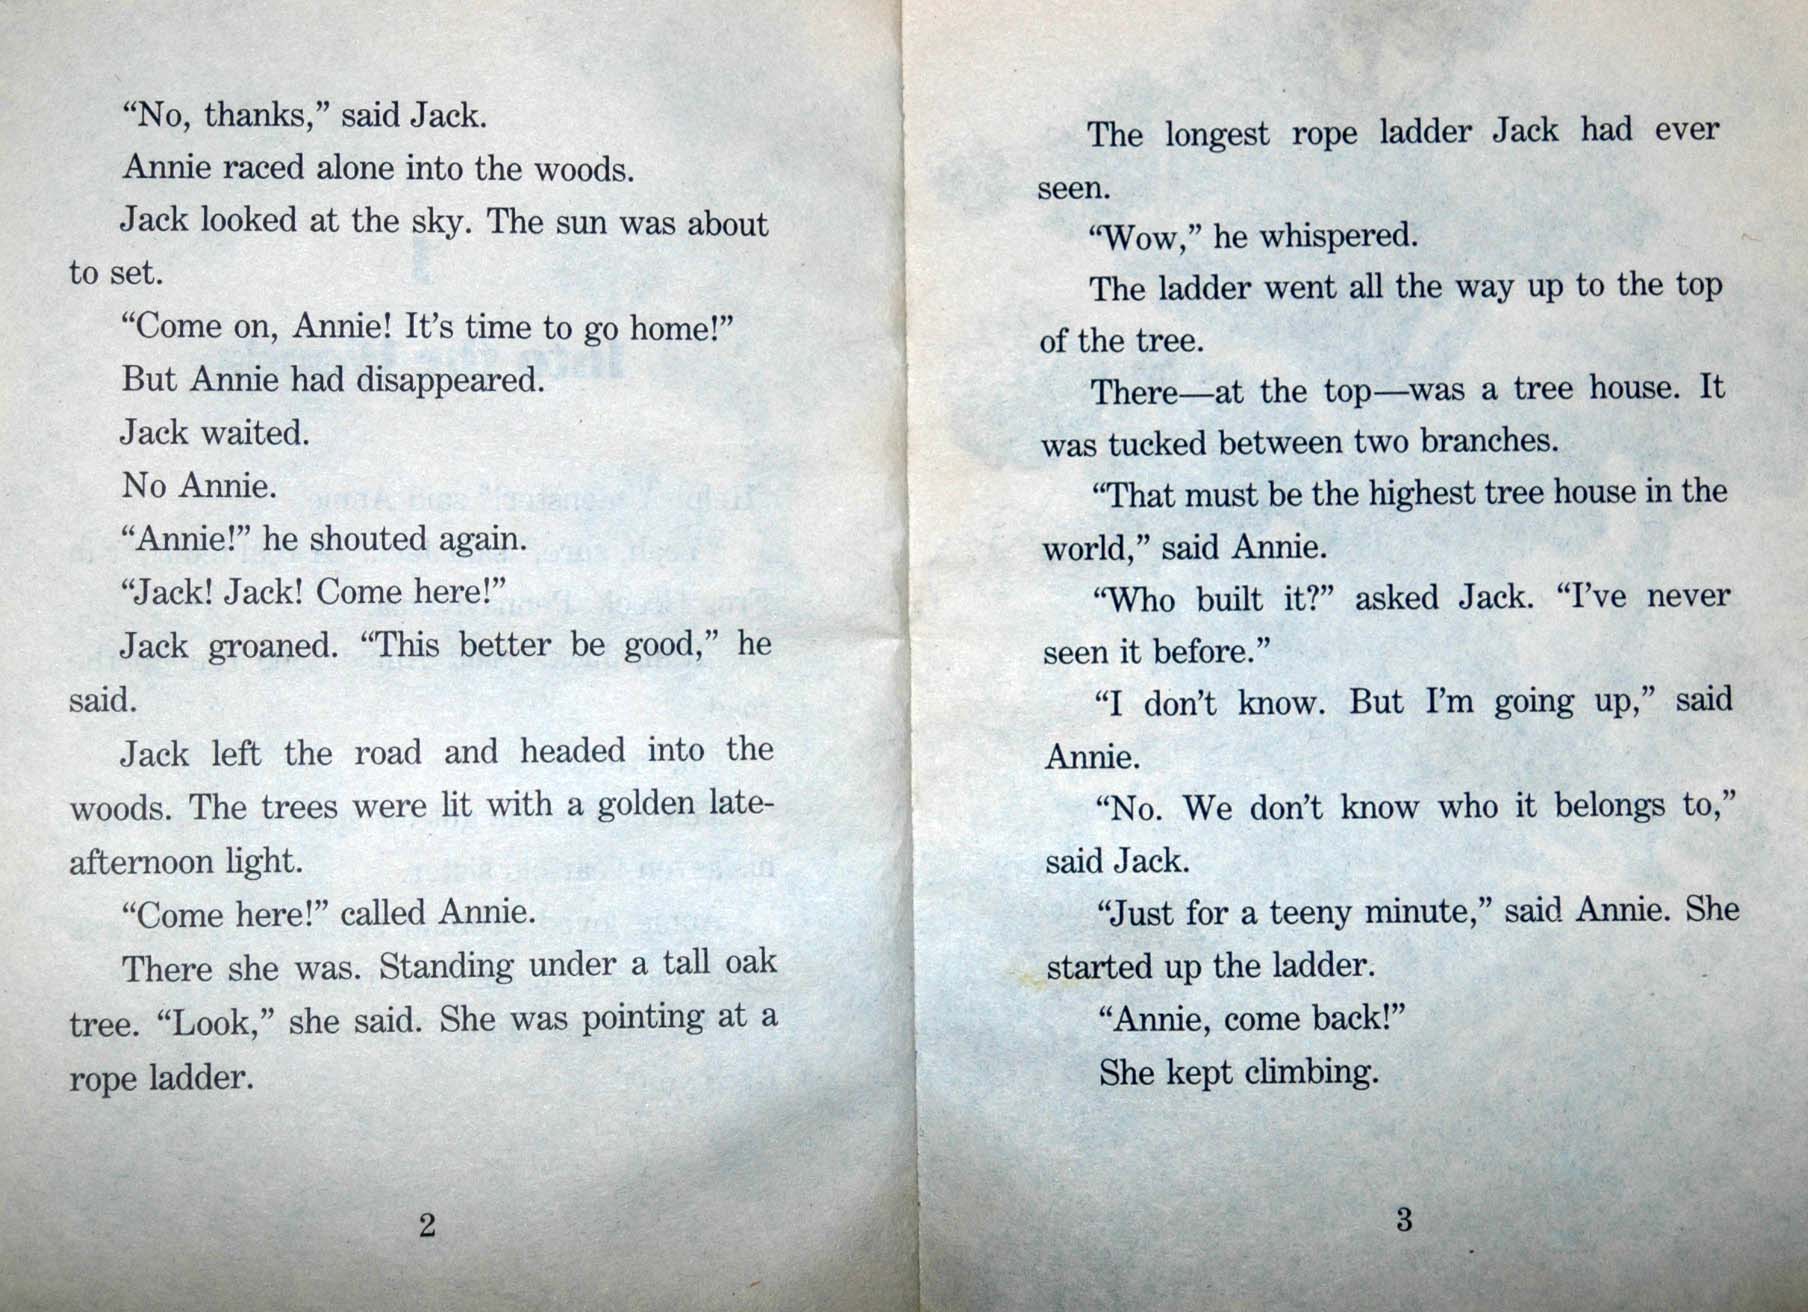 “No, thanks,” said Jack.
Annie raced alone into the woods.
Jack looked at the sky. The sun was about
to set.
“Come on, Annie! It’s time to go home!”
But Annie had disappeared.
Jack waited.
No Annie.
“Annie!” he shouted again.
“Jack! Jack! Come here!”
Jack groaned. “This better be good,” he
said.
Jack left the road and headed into the
woods. The trees were lit with a golden late-
afternoon light.
“Come here!” called Annie.
There she was. Standing under a tall oak
tree. “Look,” she said. She was pointing at a
rope ladder.
2
The longest rope ladder Jack had ever
seen.
“Wow,” he whispered.
The ladder went all the way up to the top
of the tree.
There—at the top—was a tree house. It
was tucked between two branches.
“That must be the highest tree house in the
world,” said Annie.
“Who built it?” asked Jack. “I’ve never
seen it before.”
“I don’t know. But I’m going up,” said
Annie.
“No. We don’t know who it belongs to,”
said Jack.
“Just for a teeny minute,” said Annie. She
started up the ladder.
“Annie, come back!”
She kept climbing.
3